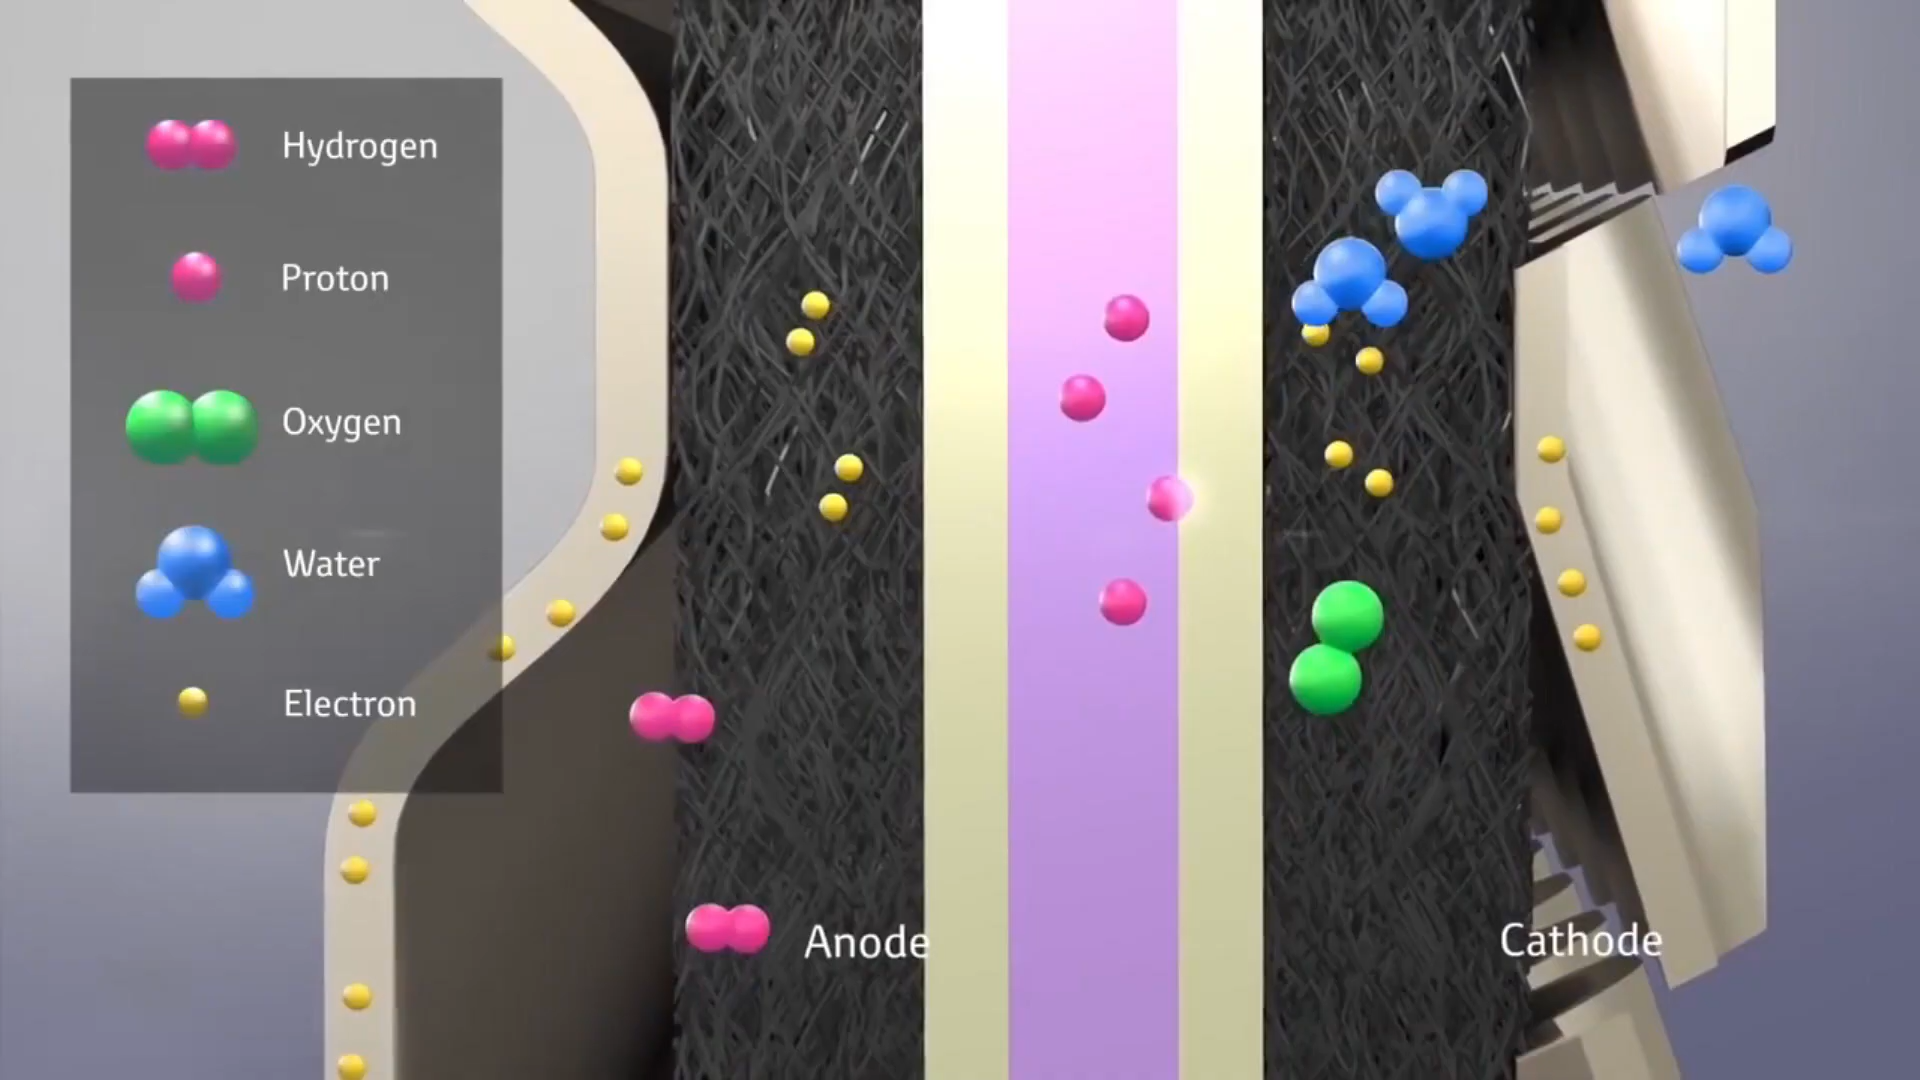 Hydrogen
Proton
Oxygen
Water
Electron
Anode
Cathode